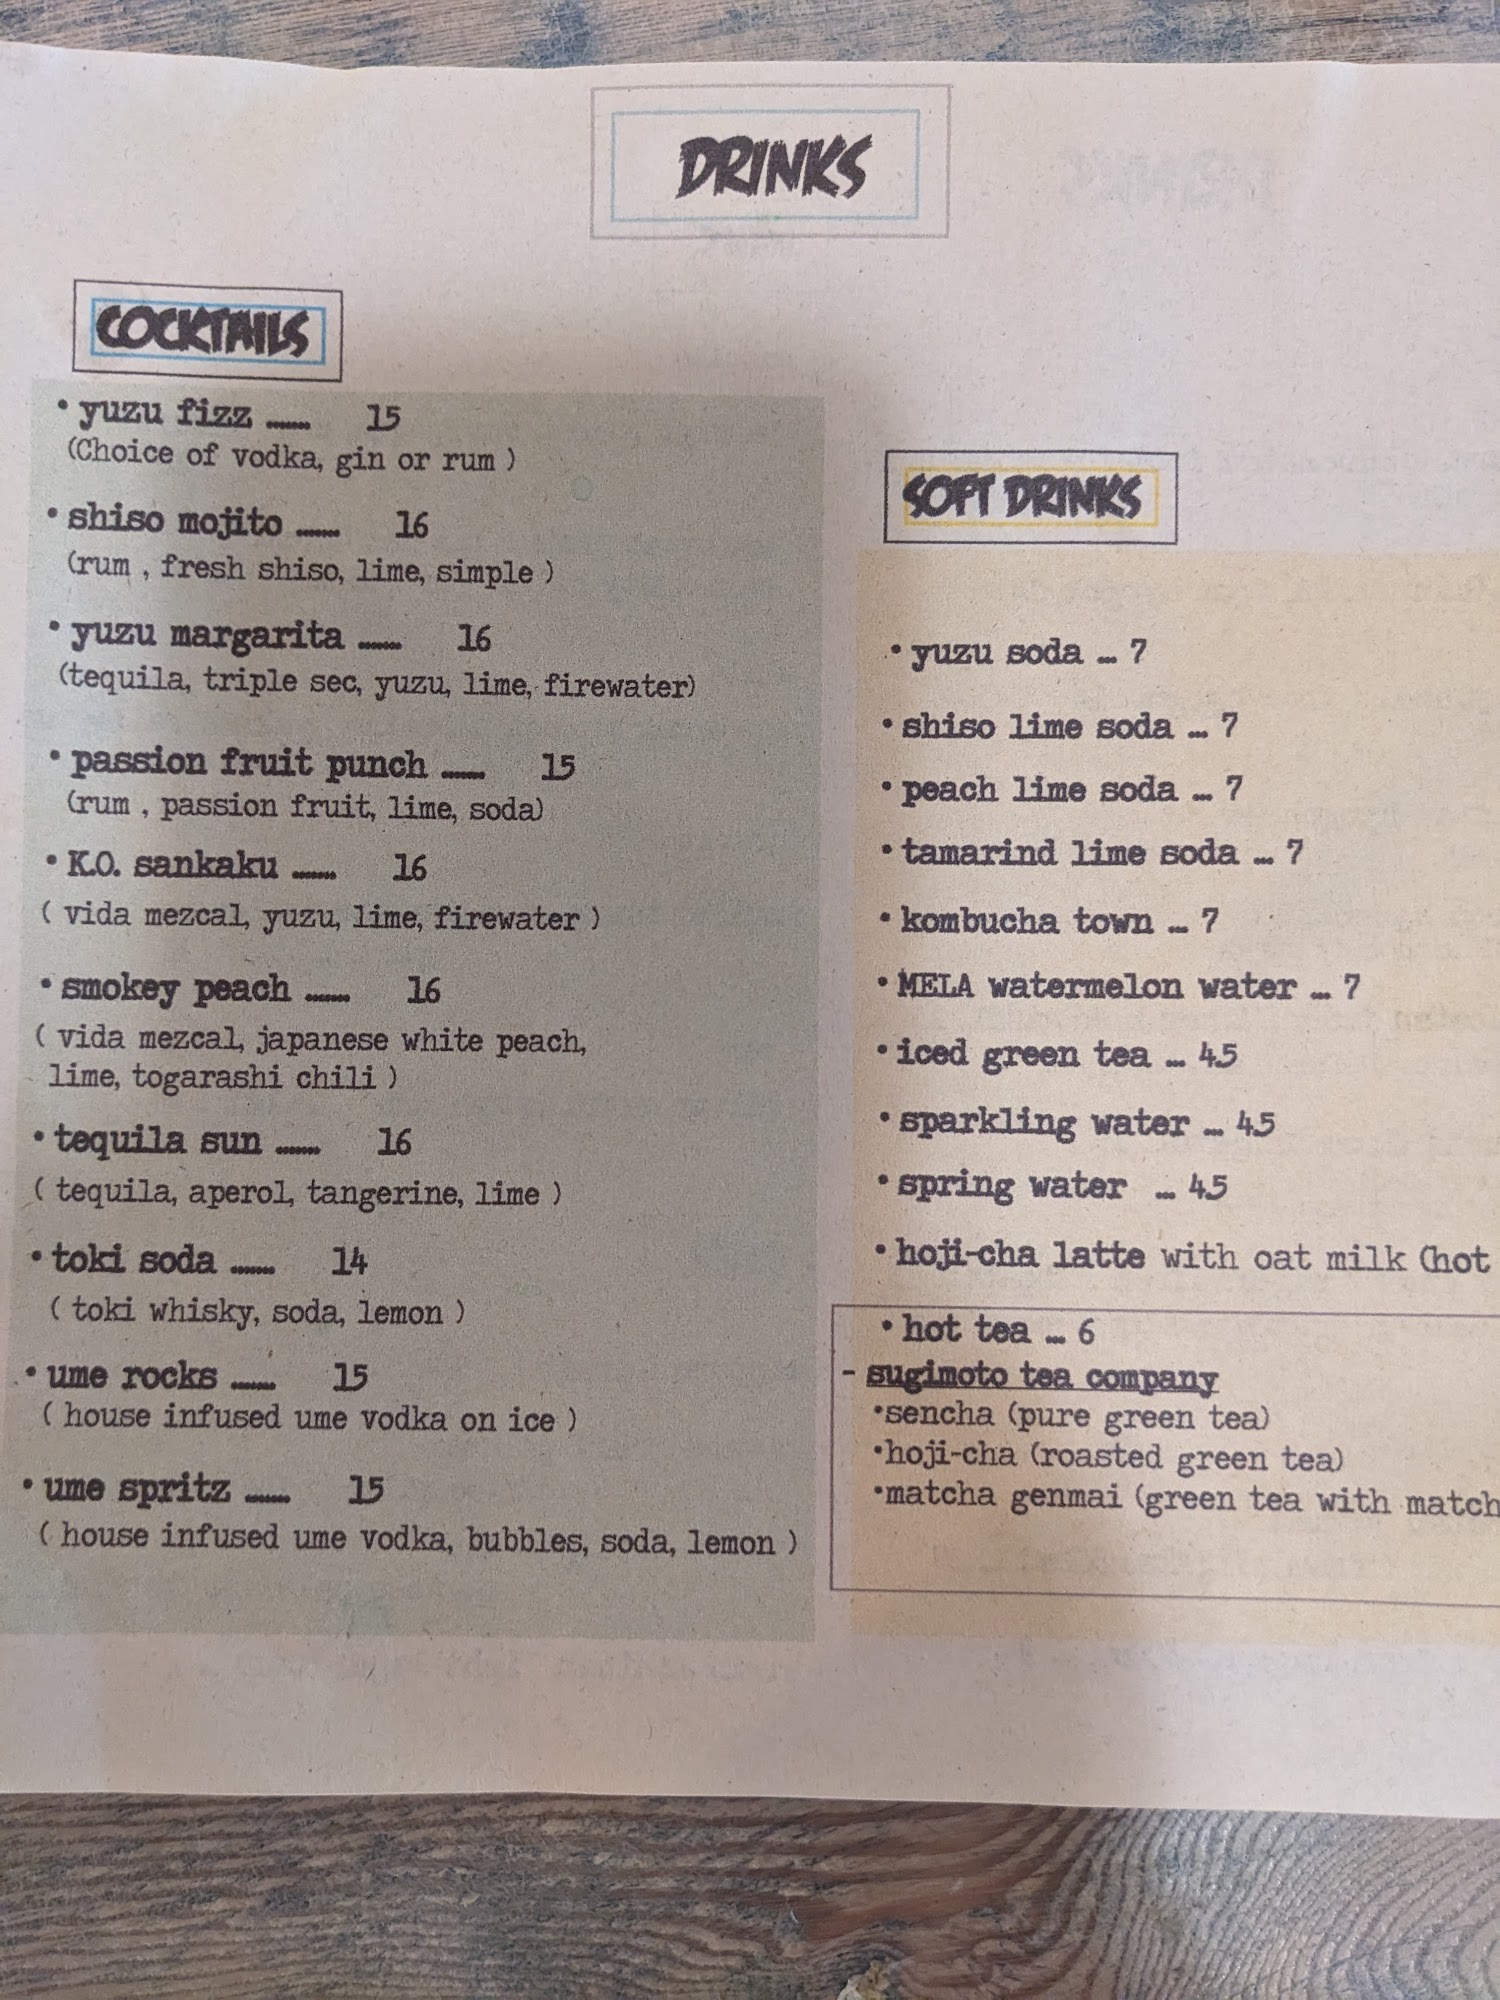 DRINKS
COCKTAILS
• yuzu fizz ....... 15
(Choice of vodka, gin or rum )
• shiso mojito ....... 16
(rum , fresh shiso, lime, simple )
• yuzu margarita ....... 16
(tequila, triple sec, yuzu, lime, firewater)
• passion fruit punch ....... 15
(rum , passion fruit, lime, soda)
• K.O. sankaku ....... 16
( vida mezcal, yuzu, lime, firewater )
• smokey peach ....... 16
( vida mezcal, japanese white peach,
lime, togarashi chili )
• tequila sun ....... 16
( tequila, aperol, tangerine, lime )
• toki soda ....... 14
( toki whisky, soda, lemon )
• ume rocks ....... 15
( house infused ume vodka on ice )
• ume spritz ....... 15
( house infused ume vodka, bubbles, soda, lemon )
SOFT DRINKS
• yuzu soda ... 7
• shiso lime soda ... 7
• peach lime soda ... 7
• tamarind lime soda ... 7
• kombucha town ... 7
• MELA watermelon water ... 7
• iced green tea ... 4.5
• sparkling water ... 4.5
• spring water ... 4.5
• hoji-cha latte with oat milk (hot
• hot tea ... 6
- sugimoto tea company
•sencha (pure green tea)
•hoji-cha (roasted green tea)
•matcha genmai (green tea with match